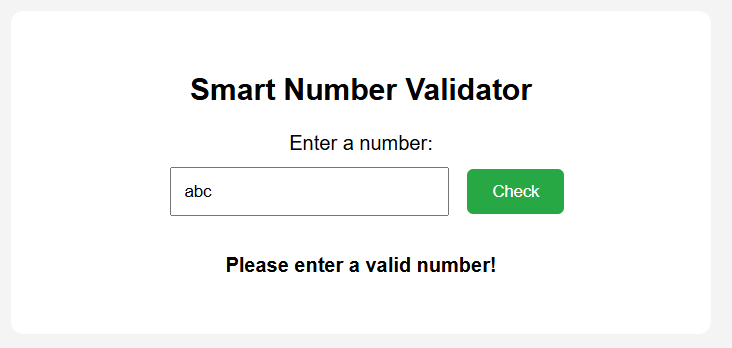 Smart Number Validator
Enter a number:
abc
Check
Please enter a valid number!